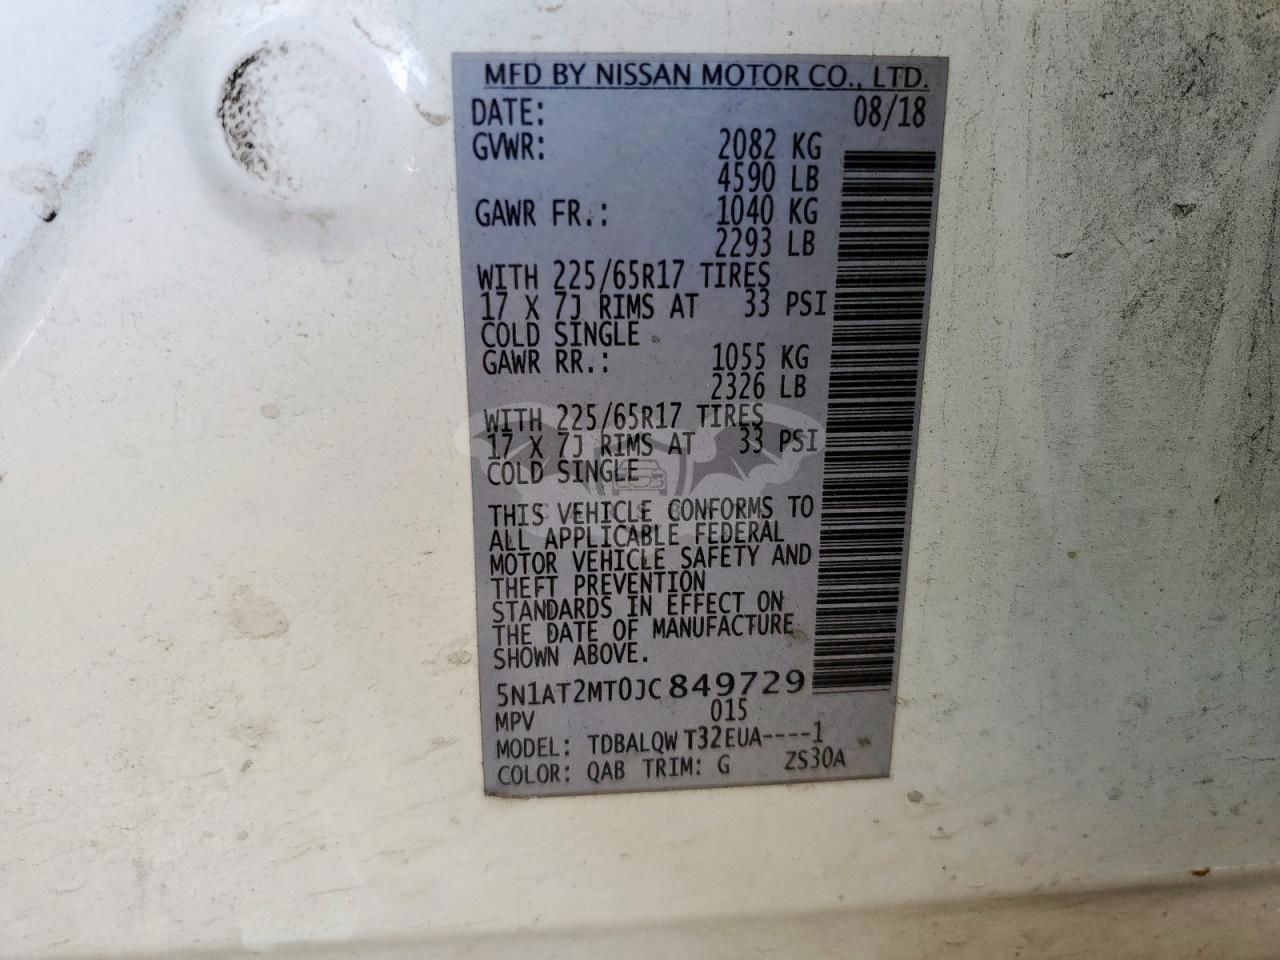 MFD BY NISSAN MOTOR CO., LTD.
DATE: 08/18
GVWR: 2082 KG
4590 LB
GAWR FR.: 1040 KG
2293 LB
WITH 225/65R17 TIRES
17 X 7J RIMS AT 33 PSI
COLD SINGLE
GAWR RR.: 1055 KG
2326 LB
WITH 225/65R17 TIRES
17 X 7J RIMS AT 33 PSI
COLD SINGLE
THIS VEHICLE CONFORMS TO
ALL APPLICABLE FEDERAL
MOTOR VEHICLE SAFETY AND
THEFT PREVENTION
STANDARDS IN EFFECT ON
THE DATE OF MANUFACTURE
SHOWN ABOVE.
5N1AT2MT0JC849729
MPV 015
MODEL: TDBALQW T32EUA----1
COLOR: QAB TRIM: G ZS30A